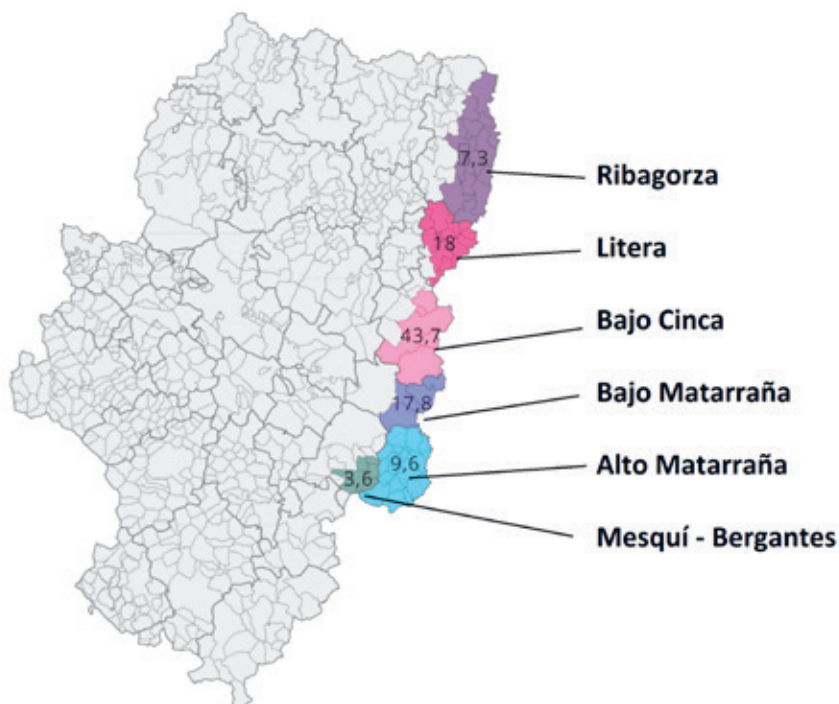 7,3
Ribagorza
18
Litera
43,7
Bajo Cinca
17,8
Bajo Matarraña
9,6
Alto Matarraña
3,6
Mesquí - Bergantes